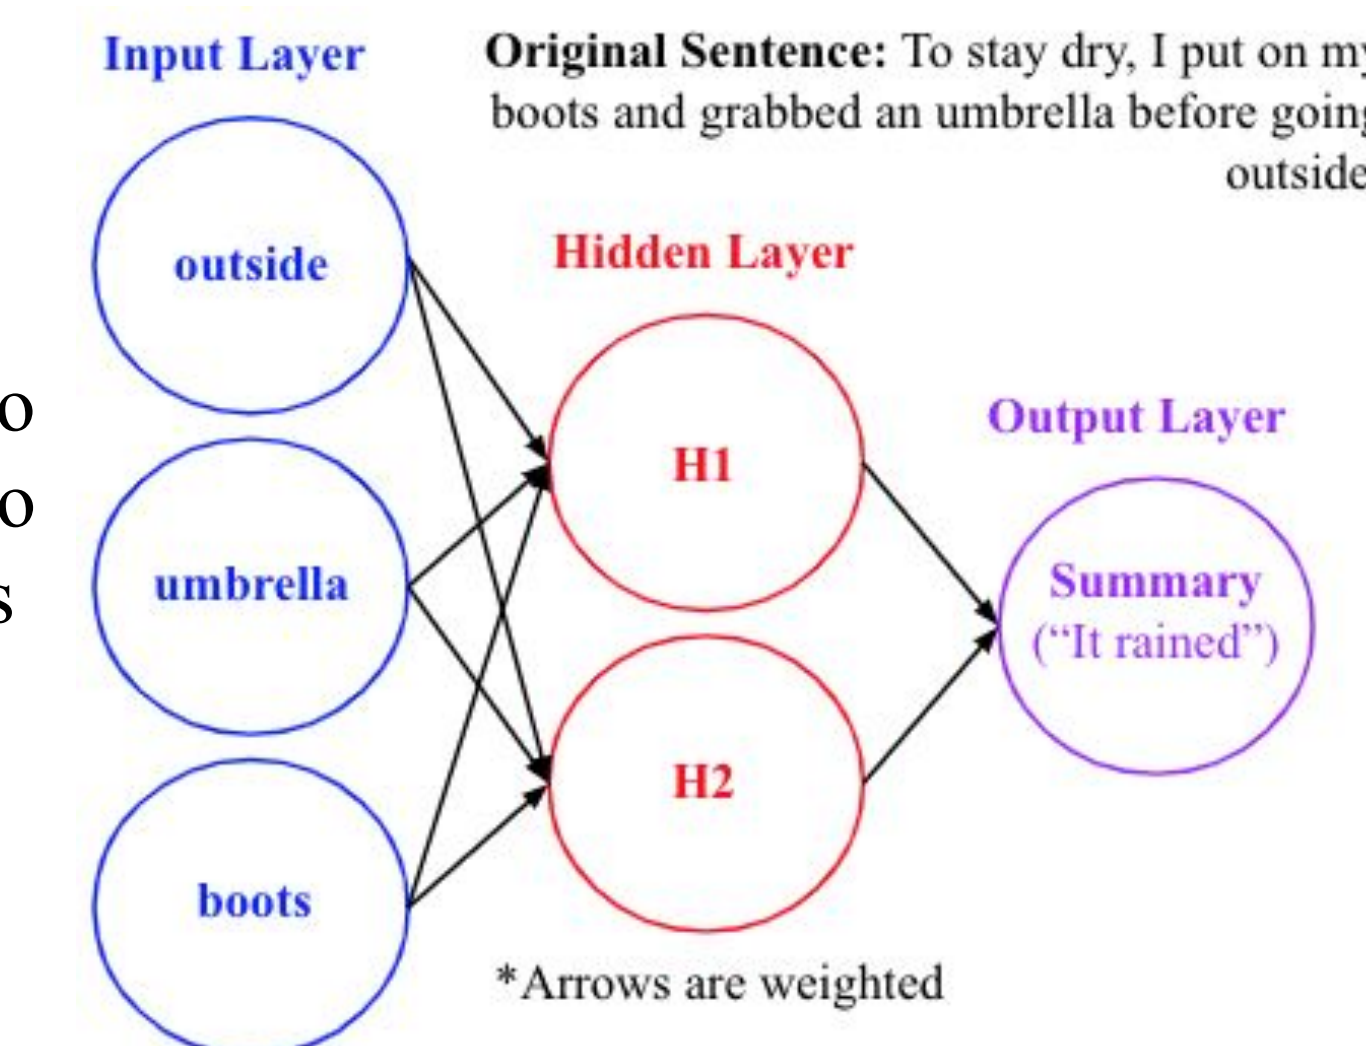 Input Layer
Original Sentence: To stay dry, I put on my
boots and grabbed an umbrella before going
outside
outside
Hidden Layer
o
Output Layer
H1
o
umbrella
Summary
s
(“It rained”)
H2
boots
*Arrows are weighted